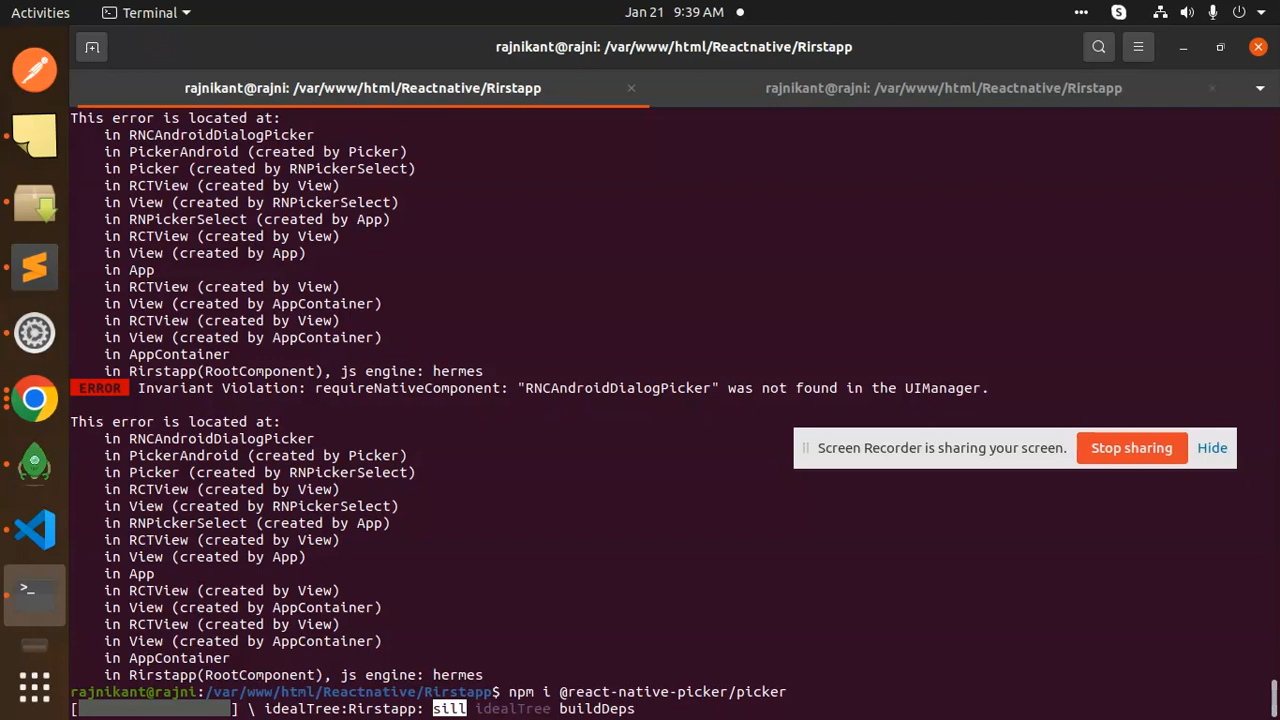 Activities
Terminal
Jan 21 9:39 AM
rajnikant@rajni: /var/www/html/Reactnative/Rirstapp
rajnikant@rajni: /var/www/html/Reactnative/Rirstapp
rajnikant@rajni: /var/www/html/Reactnative/Rirstapp
This error is located at:
in RNCAndroidDialogPicker
in PickerAndroid (created by Picker)
in Picker (created by RNPickerSelect)
in RCTView (created by View)
in View (created by RNPickerSelect)
in RNPickerSelect (created by App)
in RCTView (created by View)
in View (created by App)
in App
in RCTView (created by View)
in View (created by AppContainer)
in RCTView (created by View)
in View (created by AppContainer)
in AppContainer
in Rirstapp(RootComponent), js engine: hermes
ERROR Invariant Violation: requireNativeComponent: "RNCAndroidDialogPicker" was not found in the UIManager.
This error is located at:
in RNCAndroidDialogPicker
in PickerAndroid (created by Picker)
in Picker (created by RNPickerSelect)
in RCTView (created by View)
in View (created by RNPickerSelect)
in RNPickerSelect (created by App)
in RCTView (created by View)
in View (created by App)
in App
in RCTView (created by View)
in View (created by AppContainer)
in RCTView (created by View)
in View (created by AppContainer)
in AppContainer
in Rirstapp(RootComponent), js engine: hermes
Screen Recorder is sharing your screen. Stop sharing Hide
rajnikant@rajni:/var/www/html/Reactnative/Rirstapp$ npm i @react-native-picker/picker
[ ] \ idealTree:Rirstapp: sill idealTree buildDeps